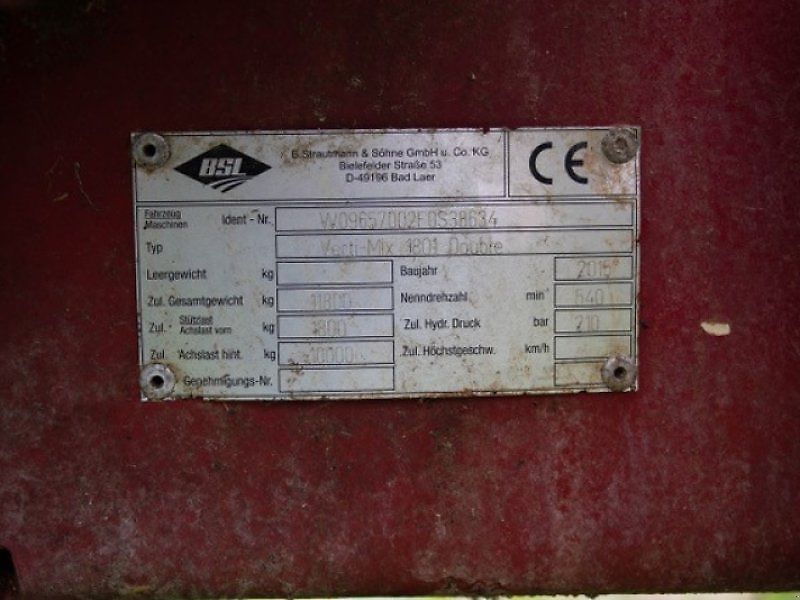 BSL
B.Strautmann & Söhne GmbH u. Co. KG
Bielefelder Straße 53
D-49196 Bad Laer
CE
Fahrzeug
Maschinen
Ident - Nr.
W09657002F0S38634
Typ
Verti-Mix 1801 Double
Leergewicht kg
Baujahr 2015
Zul. Gesamtgewicht kg 11800
Nenndrehzahl min 540
Zul. Stützlast
Achslast vorn kg 1800
Zul. Hydr. Druck bar 210
Zul. Achslast hint. kg 10000
Zul. Höchstgeschw. km/h
Genehmigungs-Nr.